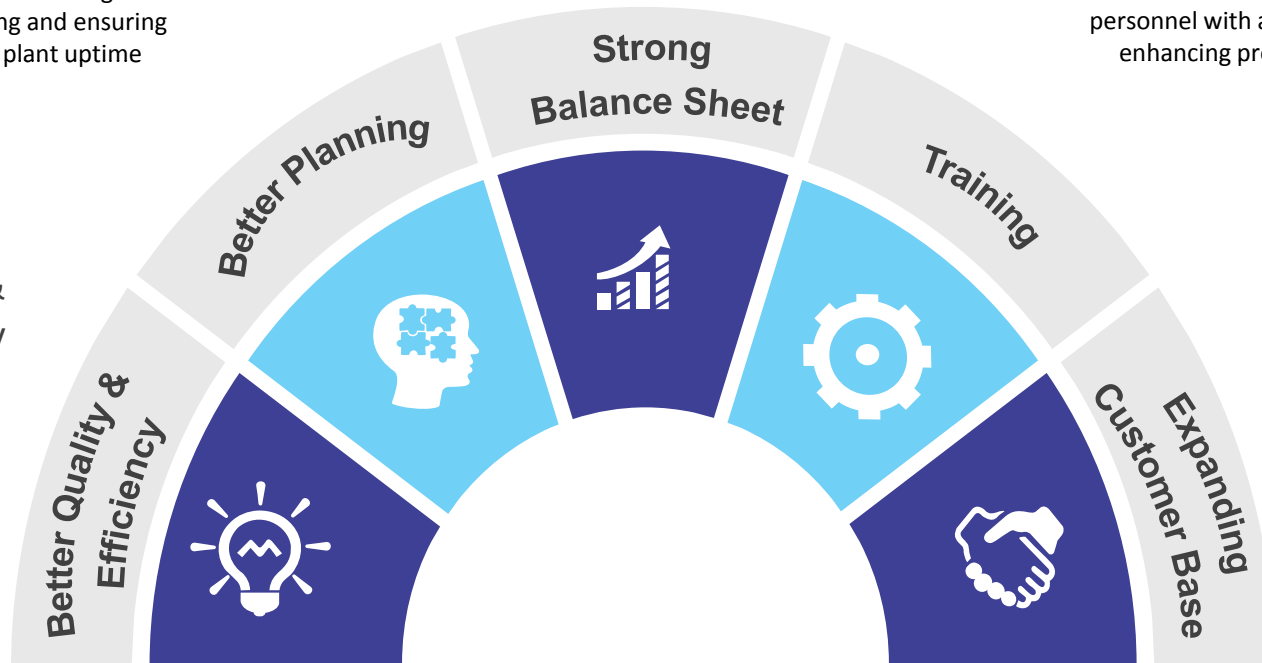 ng and ensuring
plant uptime
personnel with a
enhancing pr
Strong
Balance Sheet
Better Planning
Training
&
Better Quality &
Efficiency
Expanding
Customer Base